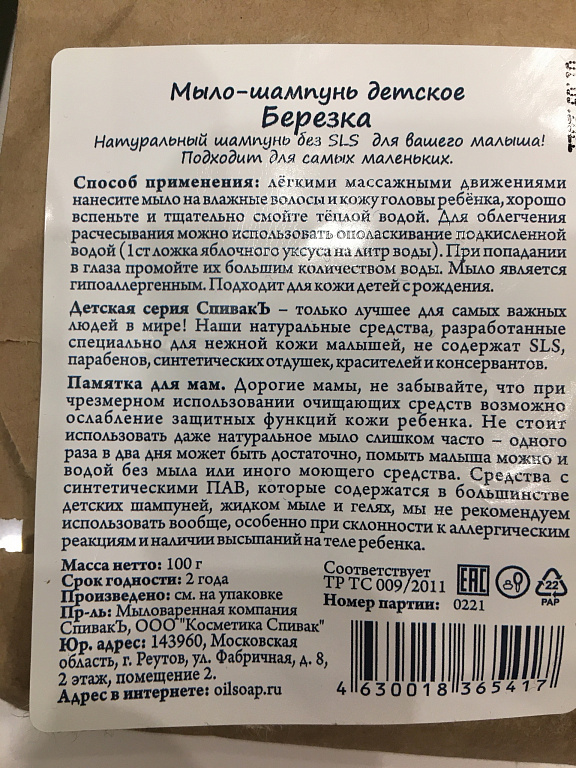 Мыло-шампунь детское
Березка
Натуральный шампунь без SLS для вашего малыша!
Подходит для самых маленьких.
Способ применения: лёгкими массажными движениями
нанесите мыло на влажные волосы и кожу головы ребёнка, хорошо
вспеньте и тщательно смойте тёплой водой. Для облегчения
расчесывания можно использовать ополаскивание подкисленной
водой (1ст ложка яблочного уксуса на литр воды). При попадании
в глаза промойте их большим количеством воды. Мыло является
гипоаллергенным. Подходит для кожи детей с рождения.
Детская серия СпивакЪ – только лучшее для самых важных
людей в мире! Наши натуральные средства, разработанные
специально для нежной кожи малышей, не содержат SLS,
парабенов, синтетических отдушек, красителей и консервантов.
Памятка для мам. Дорогие мамы, не забывайте, что при
чрезмерном использовании очищающих средств возможно
ослабление защитных функций кожи ребенка. Не стоит
использовать даже натуральное мыло слишком часто – одного
раза в два дня может быть достаточно, помыть малыша можно и
водой без мыла или иного моющего средства. Средства с
синтетическими ПАВ, которые содержатся в большинстве
детских шампуней, жидком мыле и гелях, мы не рекомендуем
использовать вообще, особенно при склонности к аллергическим
реакциям и наличии высыпаний на теле ребенка.
Масса нетто: 100 г
Срок годности: 2 года
Произведено: см. на упаковке
Пр-ль: Мыловаренная компания
СпивакЪ, ООО "Косметика Спивак"
Юр. адрес: 143960, Московская
область, г. Реутов, ул. Фабричная, д. 8,
2 этаж, помещение 2.
Адрес в интернете: oilsoap.ru
Соответствует
ТР ТС 009/2011
Номер партии: 0221
EAC
22
PAP
4 630018 365417